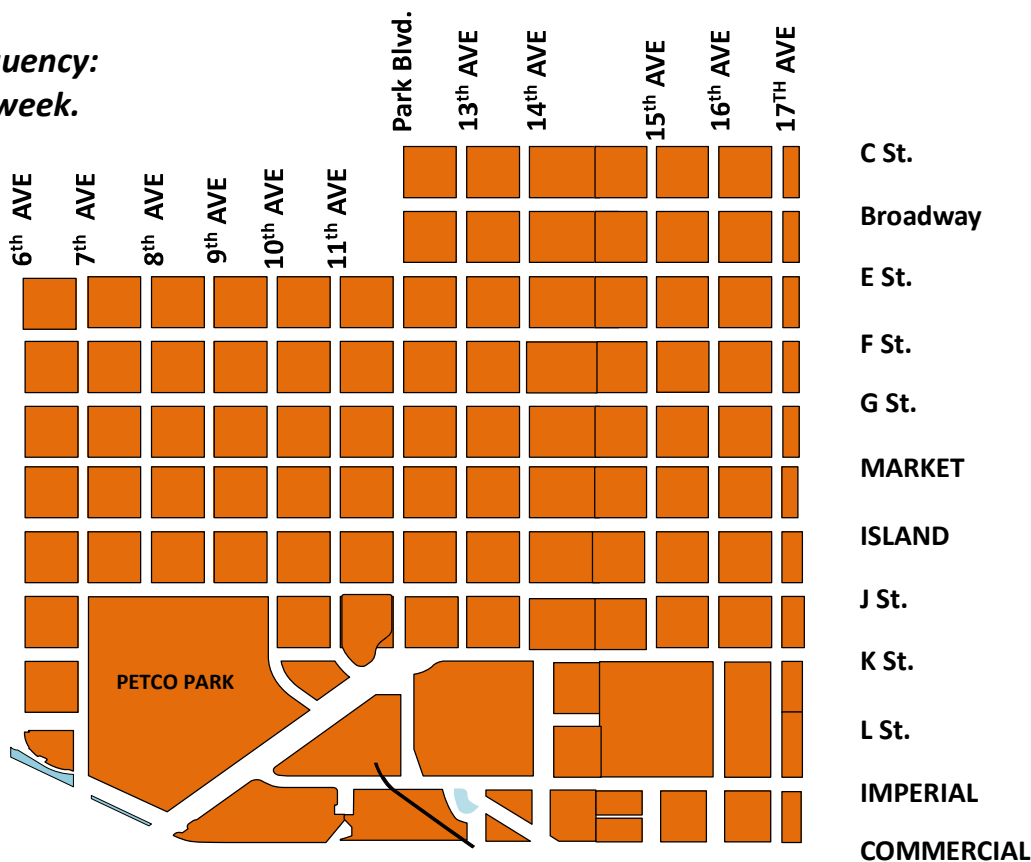 uency:
week.
Park Blvd.
13th AVE
14th AVE
15th AVE
16th AVE
17TH AVE
6th AVE
7th AVE
8th AVE
9th AVE
10th AVE
11th AVE
C St.
Broadway
E St.
F St.
G St.
MARKET
ISLAND
J St.
K St.
PETCO PARK
L St.
IMPERIAL
COMMERCIAL